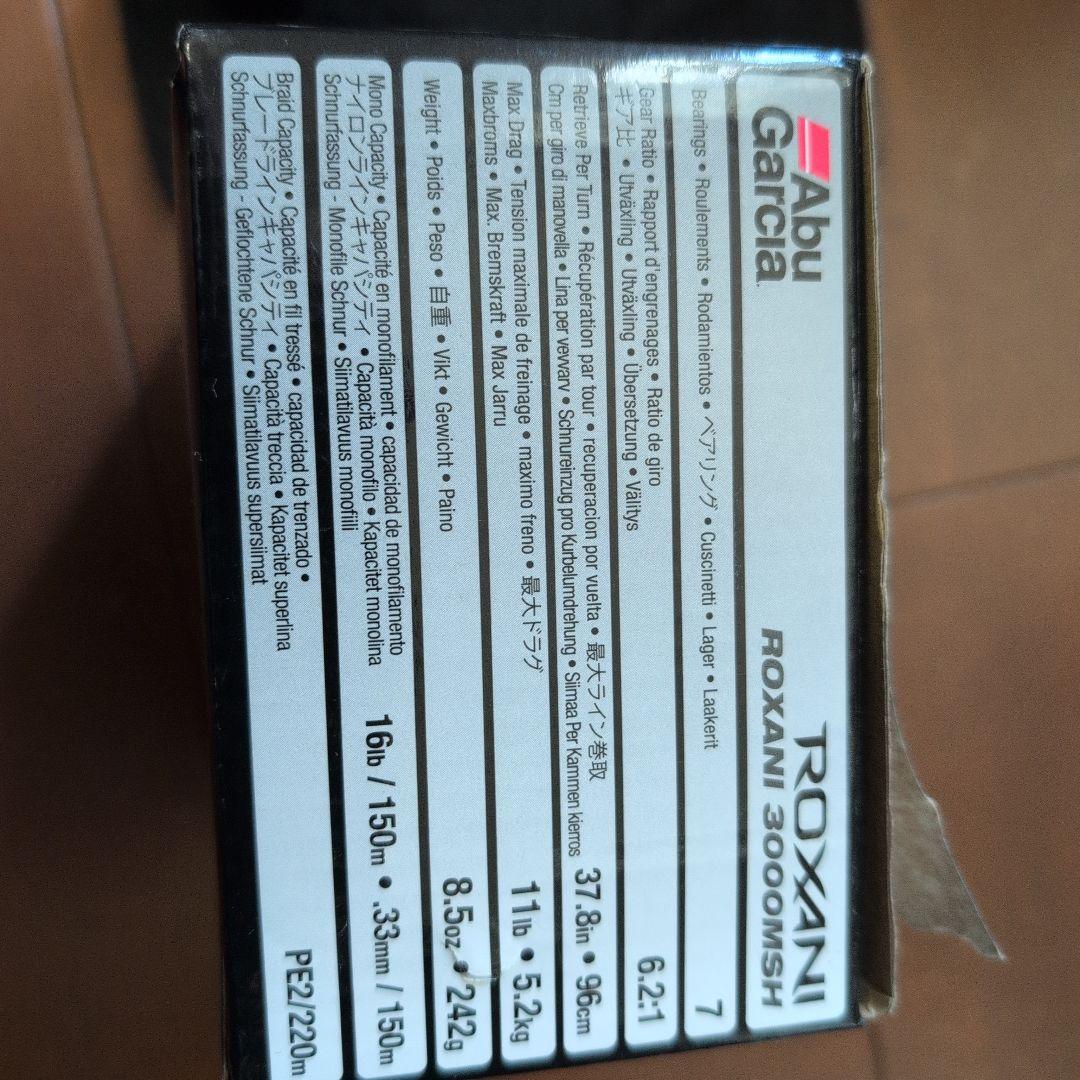 Abu
Garcia
ROXANI
ROXANI 3000MSH
Bearings • Roulements • Rodamientos • ベアリング • Cuscinetti • Lager • Laakerit
7
Gear Ratio • Rapport d'engrenages • Ratio de giro
ギア比 • Utväxling • Utväxling • Übersetzung • Välitys
6.2:1
Retrieve Per Turn • Récupération par tour • recuperacion por vuelta • 最大ライン巻取
Cm per giro di manovella • Lina per vevvarv • Schnureinzug pro Kurbelumdrehung • Siimaa Per Kammen kierros
37.8in • 96cm
Max Drag • Tension maximale de freinage • maximo freno • 最大ドラグ
Maxbroms • Max. Bremskraft • Max Jarru
11lb • 5.2kg
Weight • Poids • Peso • 自重 • Vikt • Gewicht • Paino
8.5oz • 242g
Mono Capacity • Capacité en monofilament • capacidad de monofilamento
ナイロンラインキャパシティ • Capacità monofilo • Kapacitet monolina
Schnurfassung - Monofile Schnur • Siimatilavuus monofiili
16lb / 150m • .33mm / 150m
Braid Capacity • Capacité en fil tressé • capacidad de trenzado •
ブレードラインキャパシティ • Capacità treccia • Kapacitet superlina
Schnurfassung - Geflochtene Schnur • Siimatilavuus supersiimat
PE2/220m